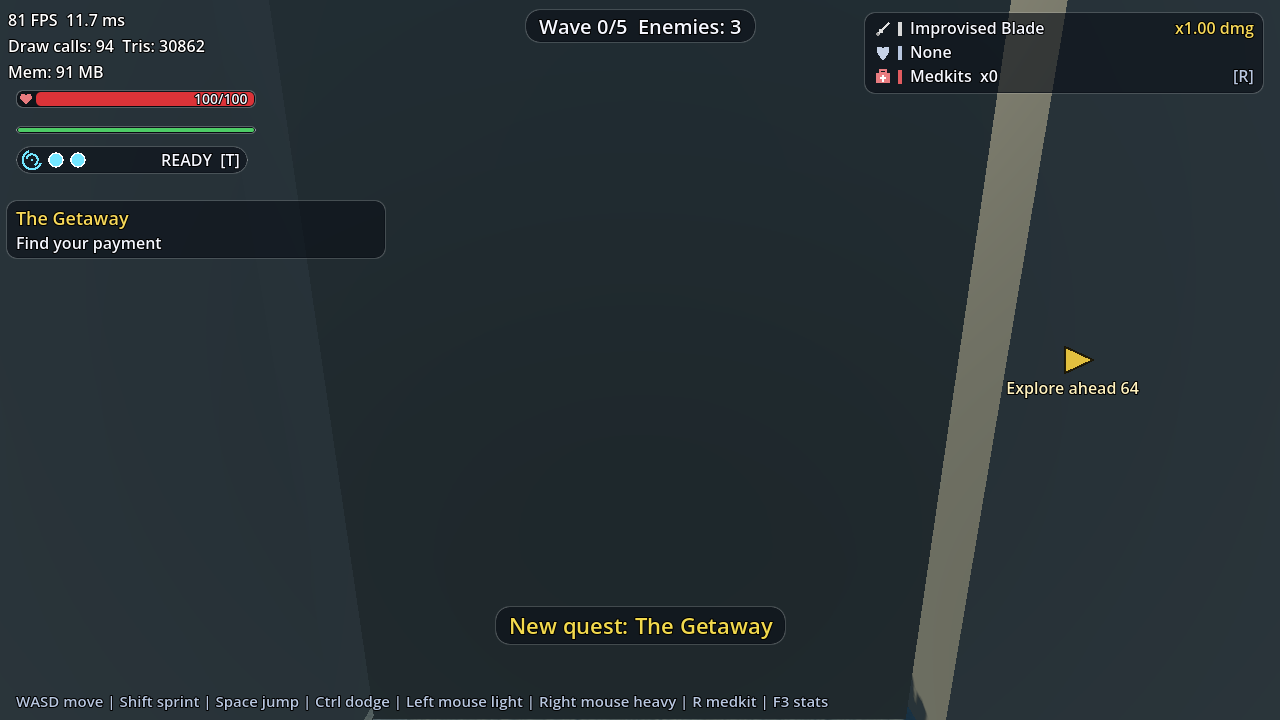 81 FPS  11.7 ms
Draw calls: 94  Tris: 30862
Mem: 91 MB
100/100
READY  [T]
The Getaway
Find your payment
Wave 0/5  Enemies: 3
Improvised Blade  x1.00 dmg
None
Medkits  x0  [R]
Explore ahead 64
New quest: The Getaway
WASD move | Shift sprint | Space jump | Ctrl dodge | Left mouse light | Right mouse heavy | R medkit | F3 stats